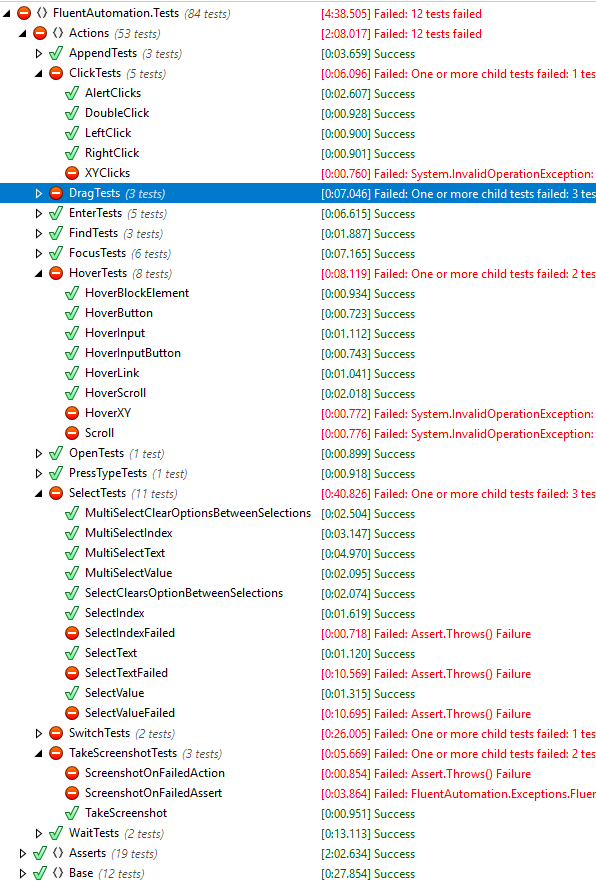 FluentAutomation.Tests (84 tests) [4:38.505] Failed: 12 tests failed
Actions (53 tests) [2:08.017] Failed: 12 tests failed
AppendTests (3 tests) [0:03.659] Success
ClickTests (5 tests) [0:06.096] Failed: One or more child tests failed: 1 tes
AlertClicks [0:02.607] Success
DoubleClick [0:00.928] Success
LeftClick [0:00.900] Success
RightClick [0:00.901] Success
XYClicks [0:00.760] Failed: System.InvalidOperationException:
DragTests (3 tests) [0:07.046] Failed: One or more child tests failed: 3 tes
EnterTests (5 tests) [0:06.615] Success
FindTests (3 tests) [0:01.887] Success
FocusTests (6 tests) [0:07.165] Success
HoverTests (8 tests) [0:08.119] Failed: One or more child tests failed: 2 tes
HoverBlockElement [0:00.934] Success
HoverButton [0:00.723] Success
HoverInput [0:01.112] Success
HoverInputButton [0:00.743] Success
HoverLink [0:01.041] Success
HoverScroll [0:02.018] Success
HoverXY [0:00.772] Failed: System.InvalidOperationException:
Scroll [0:00.776] Failed: System.InvalidOperationException:
OpenTests (1 test) [0:00.899] Success
PressTypeTests (1 test) [0:00.918] Success
SelectTests (11 tests) [0:40.826] Failed: One or more child tests failed: 3 tes
MultiSelectClearOptionsBetweenSelections [0:02.504] Success
MultiSelectIndex [0:03.147] Success
MultiSelectText [0:04.970] Success
MultiSelectValue [0:02.095] Success
SelectClearsOptionBetweenSelections [0:02.074] Success
SelectIndex [0:01.619] Success
SelectIndexFailed [0:00.718] Failed: Assert.Throws() Failure
SelectText [0:01.120] Success
SelectTextFailed [0:10.569] Failed: Assert.Throws() Failure
SelectValue [0:01.315] Success
SelectValueFailed [0:10.695] Failed: Assert.Throws() Failure
SwitchTests (2 tests) [0:26.005] Failed: One or more child tests failed: 1 tes
TakeScreenshotTests (3 tests) [0:05.669] Failed: One or more child tests failed: 2 tes
ScreenshotOnFailedAction [0:00.854] Failed: Assert.Throws() Failure
ScreenshotOnFailedAssert [0:03.864] Failed: FluentAutomation.Exceptions.Fluer
TakeScreenshot [0:00.951] Success
WaitTests (2 tests) [0:13.113] Success
Asserts (19 tests) [2:02.634] Success
Base (12 tests) [0:27.854] Success